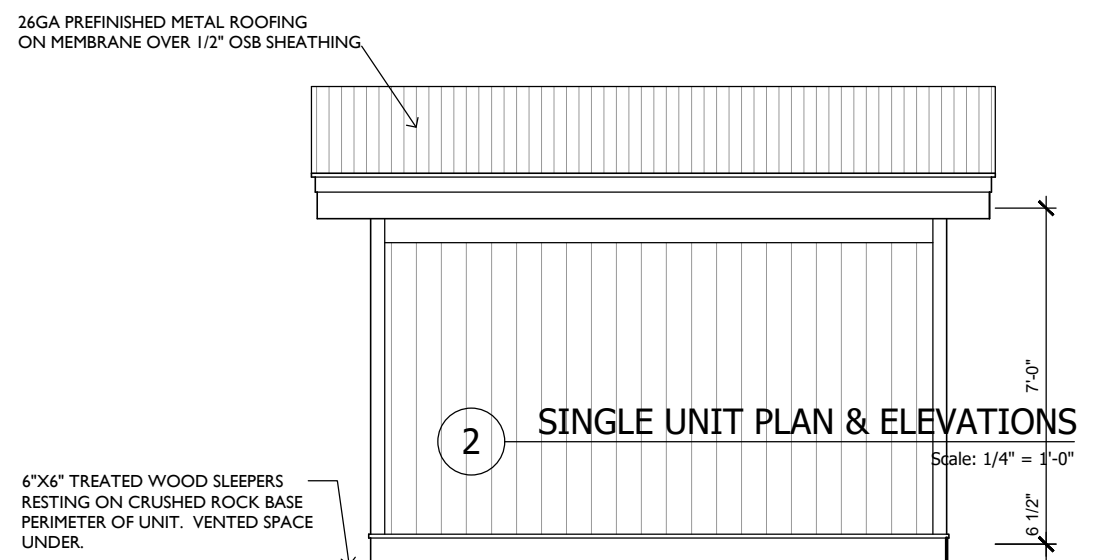 26GA PREFINISHED METAL ROOFING
ON MEMBRANE OVER 1/2" OSB SHEATHING
7'-0"
2
SINGLE UNIT PLAN & ELEVATIONS
Scale: 1/4" = 1'-0"
6"X6" TREATED WOOD SLEEPERS
RESTING ON CRUSHED ROCK BASE
PERIMETER OF UNIT. VENTED SPACE
UNDER.
6 1/2"